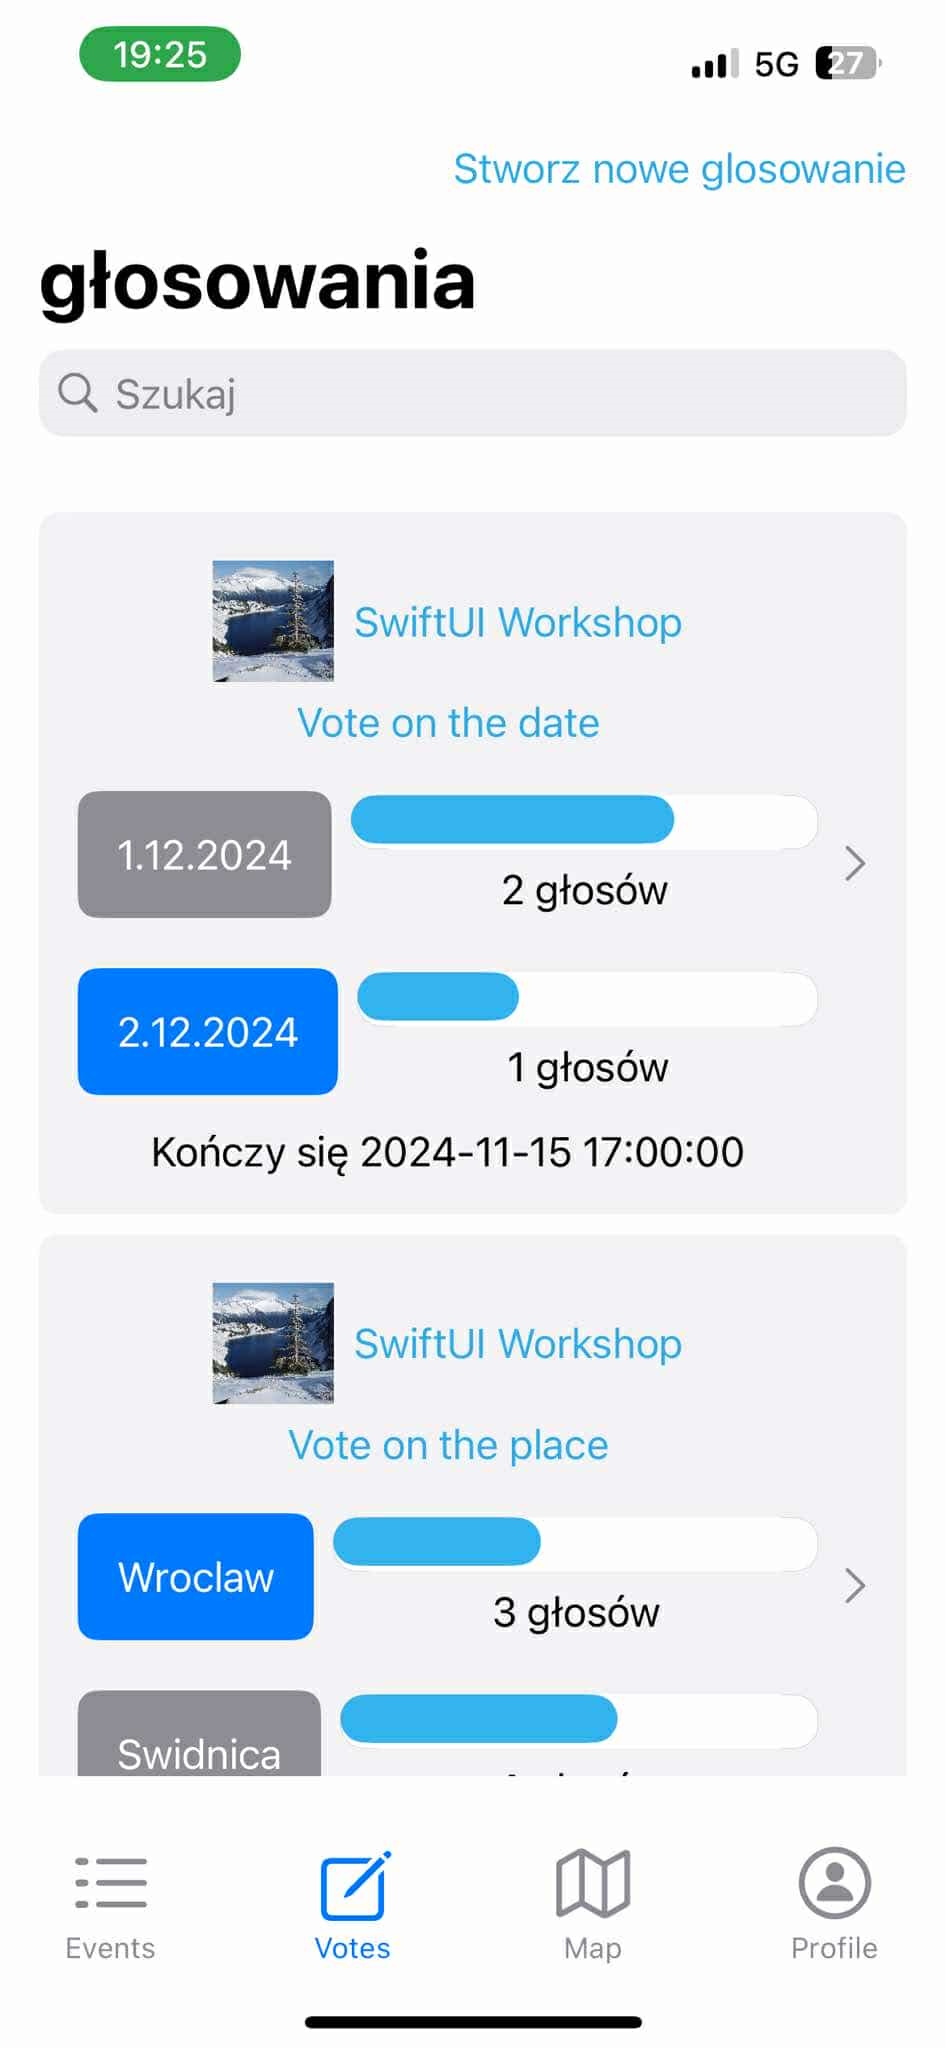 19:25
5G 27
Stworz nowe glosowanie
głosowania
Szukaj
SwiftUI Workshop
Vote on the date
1.12.2024
2 głosów
2.12.2024
1 głosów
Kończy się 2024-11-15 17:00:00
SwiftUI Workshop
Vote on the place
Wroclaw
3 głosów
Swidnica
Events
Votes
Map
Profile